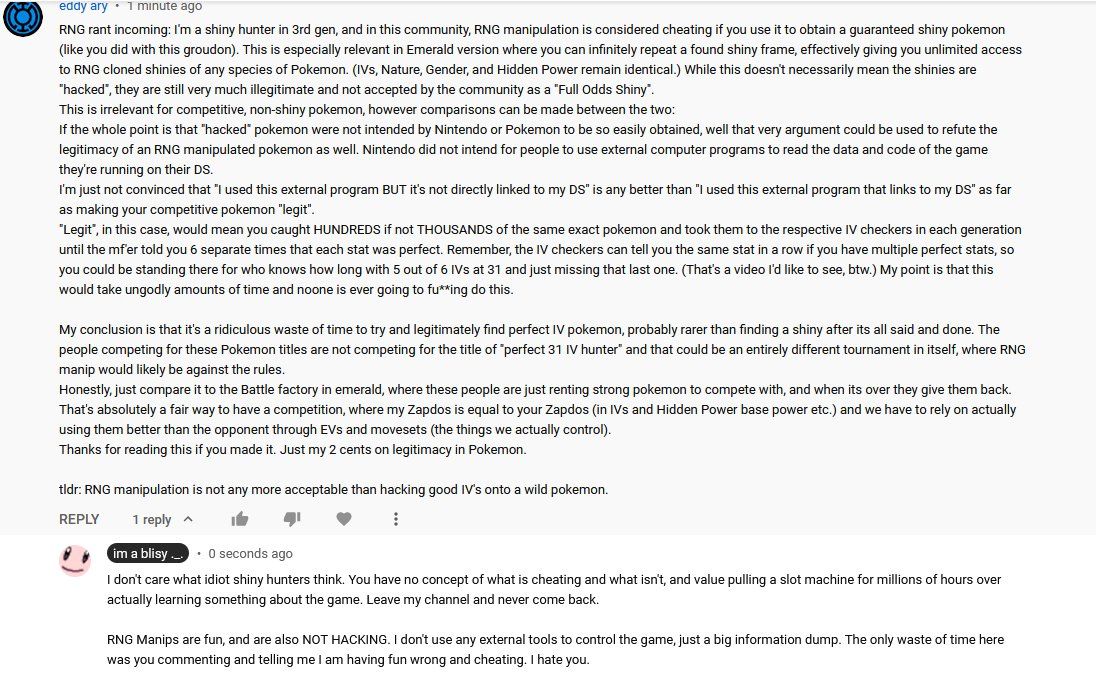 eddy ary • 1 minute ago
RNG rant incoming: I'm a shiny hunter in 3rd gen, and in this community, RNG manipulation is considered cheating if you use it to obtain a guaranteed shiny pokemon
(like you did with this groudon). This is especially relevant in Emerald version where you can infinitely repeat a found shiny frame, effectively giving you unlimited access
to RNG cloned shinies of any species of Pokemon. (IVs, Nature, Gender, and Hidden Power remain identical.) While this doesn't necessarily mean the shinies are
"hacked", they are still very much illegitimate and not accepted by the community as a "Full Odds Shiny".
This is irrelevant for competitive, non-shiny pokemon, however comparisons can be made between the two:
If the whole point is that "hacked" pokemon were not intended by Nintendo or Pokemon to be so easily obtained, well that very argument could be used to refute the
legitimacy of an RNG manipulated pokemon as well. Nintendo did not intend for people to use external computer programs to read the data and code of the game
they're running on their DS.
I'm just not convinced that "I used this external program BUT it's not directly linked to my DS" is any better than "I used this external program that links to my DS" as far
as making your competitive pokemon "legit".
"Legit", in this case, would mean you caught HUNDREDS if not THOUSANDS of the same exact pokemon and took them to the respective IV checkers in each generation
until the mf'er told you 6 separate times that each stat was perfect. Remember, the IV checkers can tell you the same stat in a row if you have multiple perfect stats, so
you could be standing there for who knows how long with 5 out of 6 IVs at 31 and just missing that last one. (That's a video I'd like to see, btw.) My point is that this
would take ungodly amounts of time and noone is ever going to fu**ing do this.
My conclusion is that it's a ridiculous waste of time to try and legitimately find perfect IV pokemon, probably rarer than finding a shiny after its all said and done. The
people competing for these Pokemon titles are not competing for the title of "perfect 31 IV hunter" and that could be an entirely different tournament in itself, where RNG
manip would likely be against the rules.
Honestly, just compare it to the Battle factory in emerald, where these people are just renting strong pokemon to compete with, and when its over they give them back.
That's absolutely a fair way to have a competition, where my Zapdos is equal to your Zapdos (in IVs and Hidden Power base power etc.) and we have to rely on actually
using them better than the opponent through EVs and movesets (the things we actually control).
Thanks for reading this if you made it. Just my 2 cents on legitimacy in Pokemon.
tldr: RNG manipulation is not any more acceptable than hacking good IV's onto a wild pokemon.
REPLY 1 reply
im a blisy ._. • 0 seconds ago
I don't care what idiot shiny hunters think. You have no concept of what is cheating and what isn't, and value pulling a slot machine for millions of hours over
actually learning something about the game. Leave my channel and never come back.
RNG Manips are fun, and are also NOT HACKING. I don't use any external tools to control the game, just a big information dump. The only waste of time here
was you commenting and telling me I am having fun wrong and cheating. I hate you.